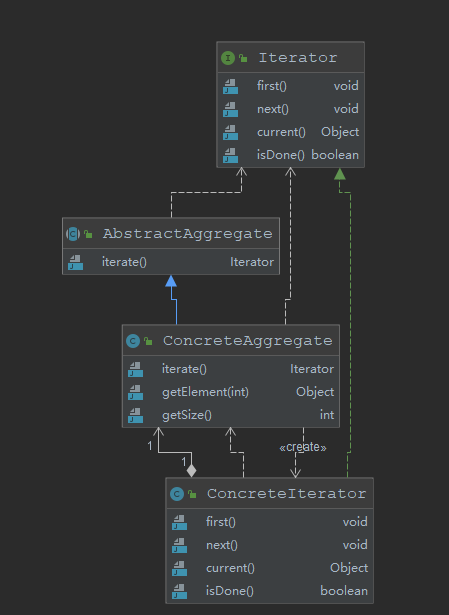 Iterator
first() void
next() void
current() Object
isDone() boolean
AbstractAggregate
iterate() Iterator
ConcreteAggregate
iterate() Iterator
getElement(int) Object
getSize() int
1
«create»
1
ConcreteIterator
first() void
next() void
current() Object
isDone() boolean